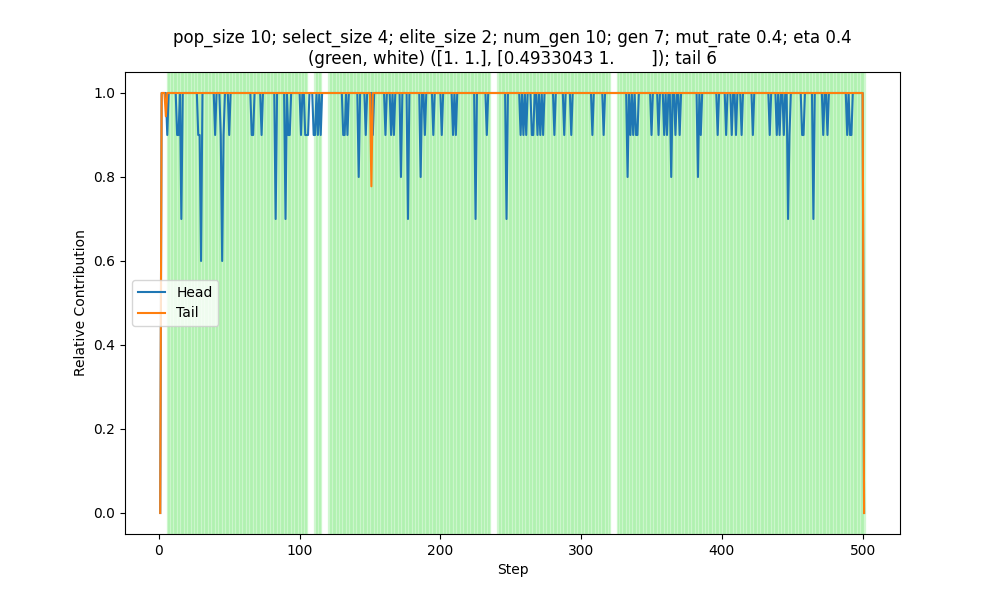 pop_size 10; select_size 4; elite_size 2; num_gen 10; gen 7; mut_rate 0.4; eta 0.4
(green, white) ([1. 1.], [0.4933043 1.        ]); tail 6
1.0
0.8
0.6
0.4
0.2
0.0
Relative Contribution
Head
Tail
0
100
200
300
400
500
Step